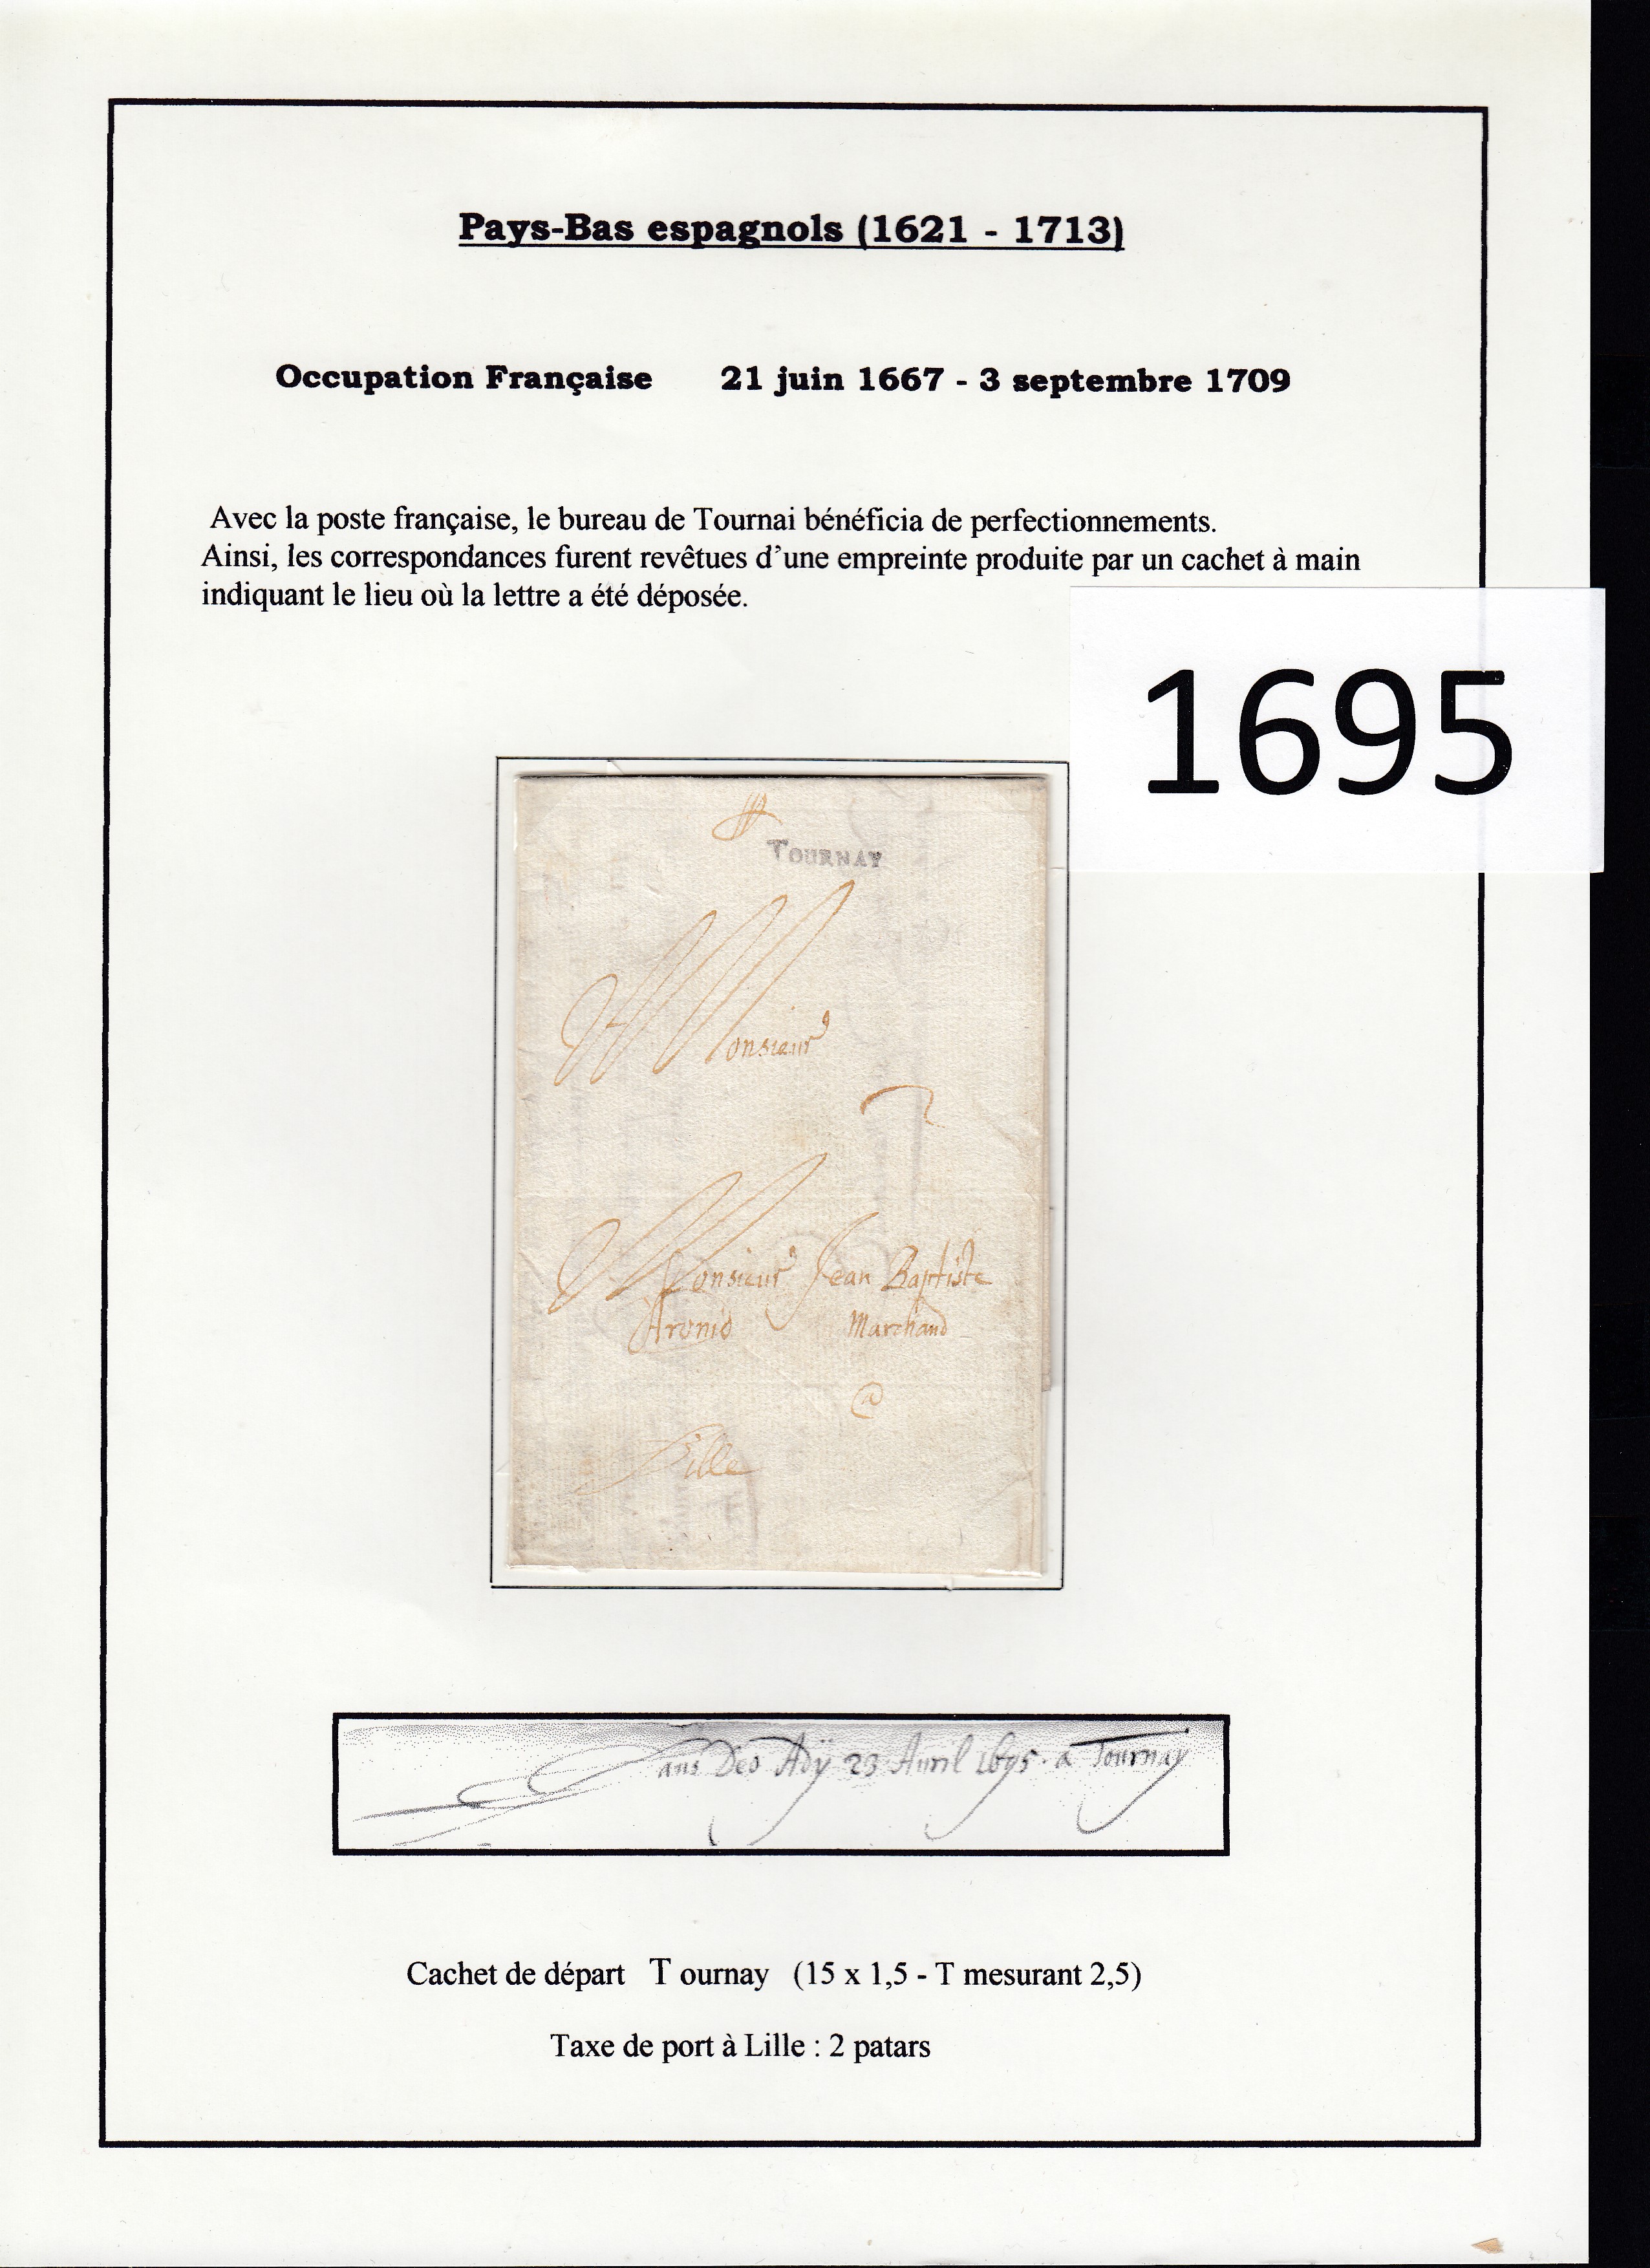 Pays-Bas espagnols (1621 - 1713)
Occupation Française 21 juin 1667 - 3 septembre 1709
Avec la poste française, le bureau de Tournai bénéficia de perfectionnements.
Ainsi, les correspondances furent revêtues d'une empreinte produite par un cachet à main
indiquant le lieu où la lettre a été déposée.
1695
TOURNAY
Monsieur
Monsieur Jean Baptiste
Marchand
@
Lille
23 Avril 1695. a Tournay
Cachet de départ T ournay (15 x 1,5 - T mesurant 2,5)
Taxe de port à Lille : 2 patars